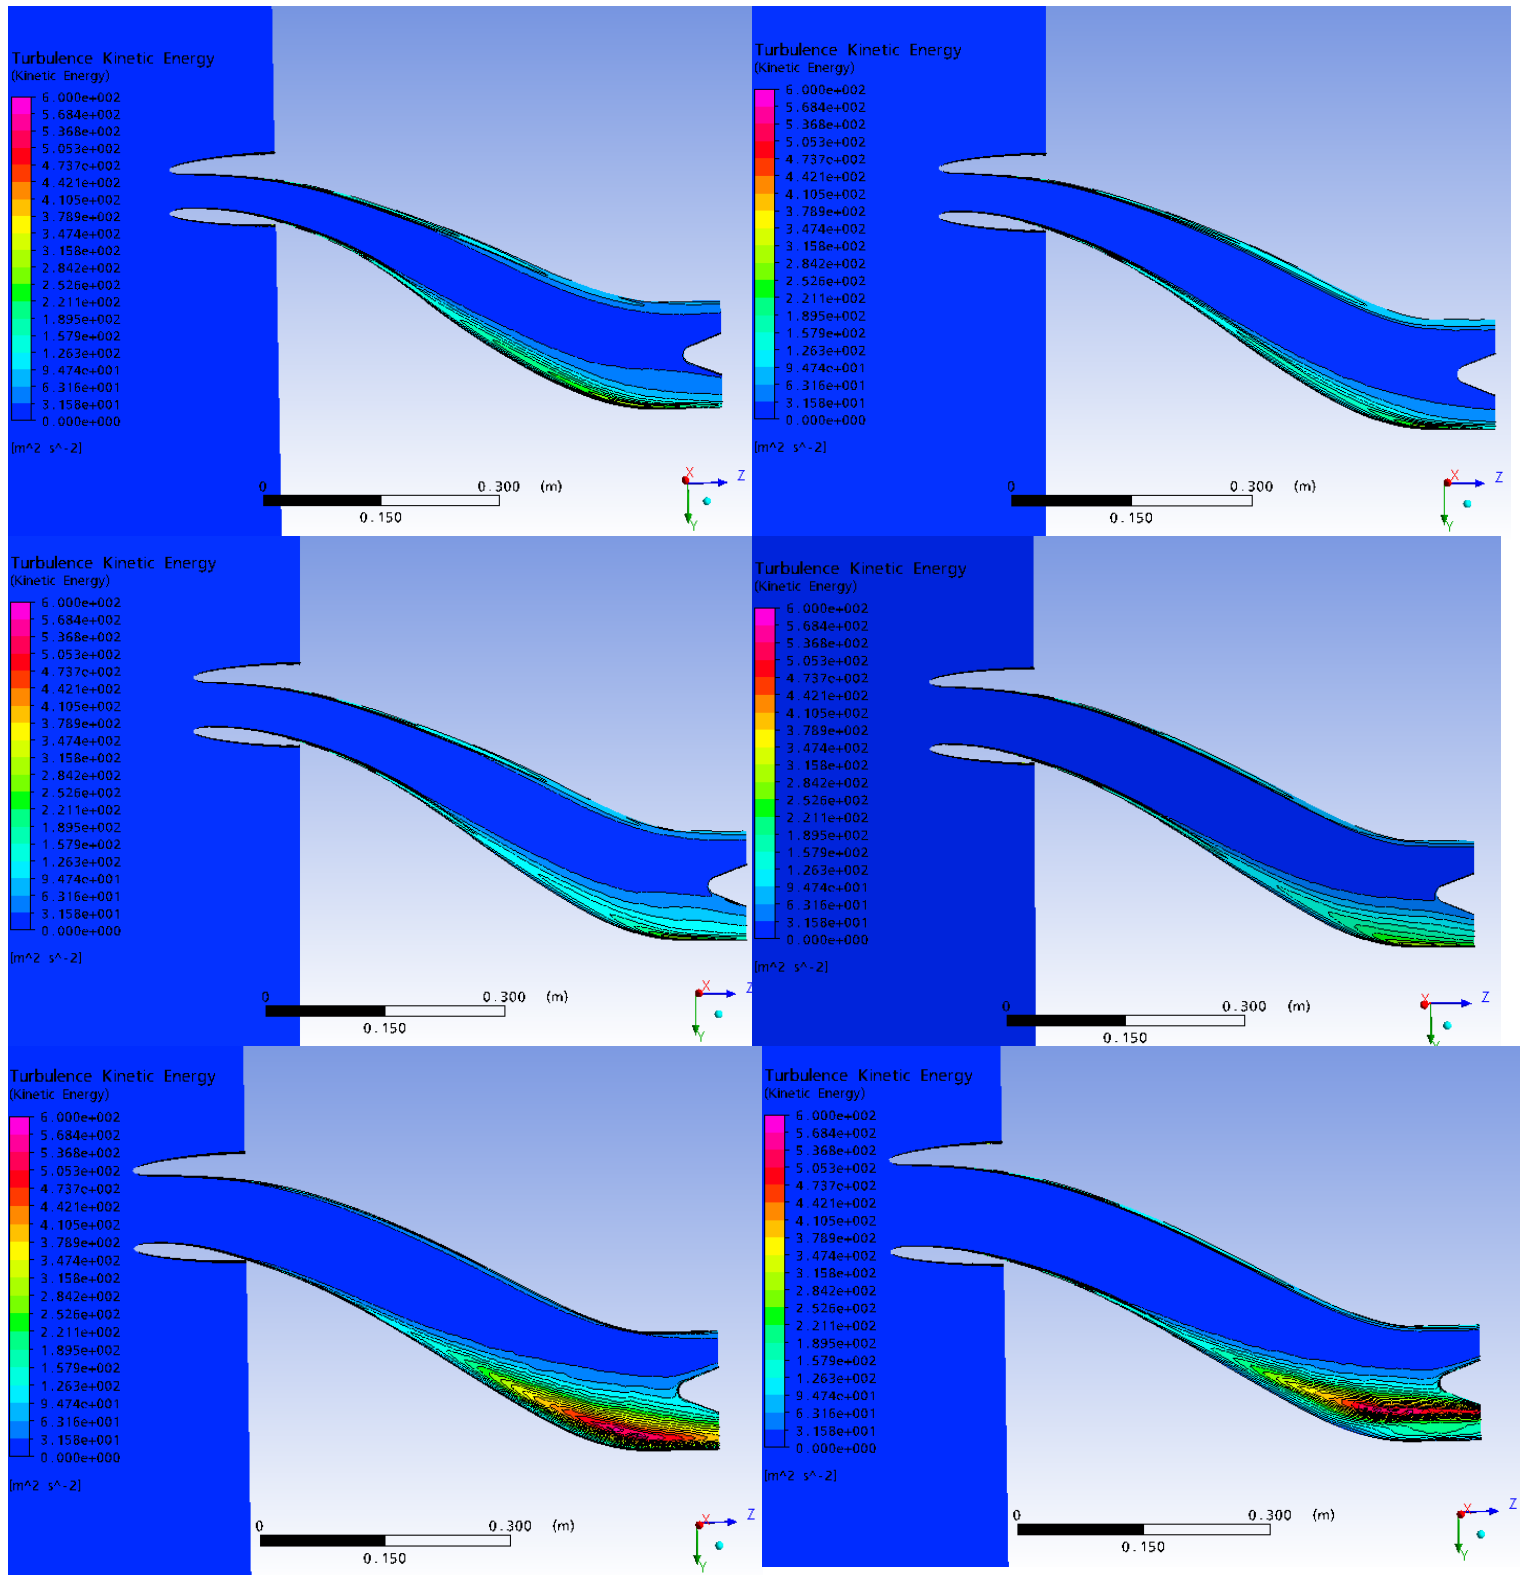 Turbulence Kinetic Energy
(Kinetic Energy)
6.000e+002
5.684e+002
5.368e+002
5.053e+002
4.737e+002
4.421e+002
4.105e+002
3.789e+002
3.474e+002
3.158e+002
2.842e+002
2.526e+002
2.211e+002
1.895e+002
1.579e+002
1.263e+002
9.474e+001
6.316e+001
3.158e+001
0.000e+000
[m^2 s^-2]
0 0.300 (m)
0.150
X
Z
Y
Turbulence Kinetic Energy
(Kinetic Energy)
6.000e+002
5.684e+002
5.368e+002
5.053e+002
4.737e+002
4.421e+002
4.105e+002
3.789e+002
3.474e+002
3.158e+002
2.842e+002
2.526e+002
2.211e+002
1.895e+002
1.579e+002
1.263e+002
9.474e+001
6.316e+001
3.158e+001
0.000e+000
[m^2 s^-2]
0 0.300 (m)
0.150
X
Z
Y
Turbulence Kinetic Energy
(Kinetic Energy)
6.000e+002
5.684e+002
5.368e+002
5.053e+002
4.737e+002
4.421e+002
4.105e+002
3.789e+002
3.474e+002
3.158e+002
2.842e+002
2.526e+002
2.211e+002
1.895e+002
1.579e+002
1.263e+002
9.474e+001
6.316e+001
3.158e+001
0.000e+000
[m^2 s^-2]
0 0.300 (m)
0.150
X
Z
Y
Turbulence Kinetic Energy
(Kinetic Energy)
6.000e+002
5.684e+002
5.368e+002
5.053e+002
4.737e+002
4.421e+002
4.105e+002
3.789e+002
3.474e+002
3.158e+002
2.842e+002
2.526e+002
2.211e+002
1.895e+002
1.579e+002
1.263e+002
9.474e+001
6.316e+001
3.158e+001
0.000e+000
[m^2 s^-2]
0 0.300 (m)
0.150
X
Z
Y
Turbulence Kinetic Energy
(Kinetic Energy)
6.000e+002
5.684e+002
5.368e+002
5.053e+002
4.737e+002
4.421e+002
4.105e+002
3.789e+002
3.474e+002
3.158e+002
2.842e+002
2.526e+002
2.211e+002
1.895e+002
1.579e+002
1.263e+002
9.474e+001
6.316e+001
3.158e+001
0.000e+000
[m^2 s^-2]
0 0.300 (m)
0.150
X
Z
Y
Turbulence Kinetic Energy
(Kinetic Energy)
6.000e+002
5.684e+002
5.368e+002
5.053e+002
4.737e+002
4.421e+002
4.105e+002
3.789e+002
3.474e+002
3.158e+002
2.842e+002
2.526e+002
2.211e+002
1.895e+002
1.579e+002
1.263e+002
9.474e+001
6.316e+001
3.158e+001
0.000e+000
[m^2 s^-2]
0 0.300 (m)
0.150
X
Z
Y